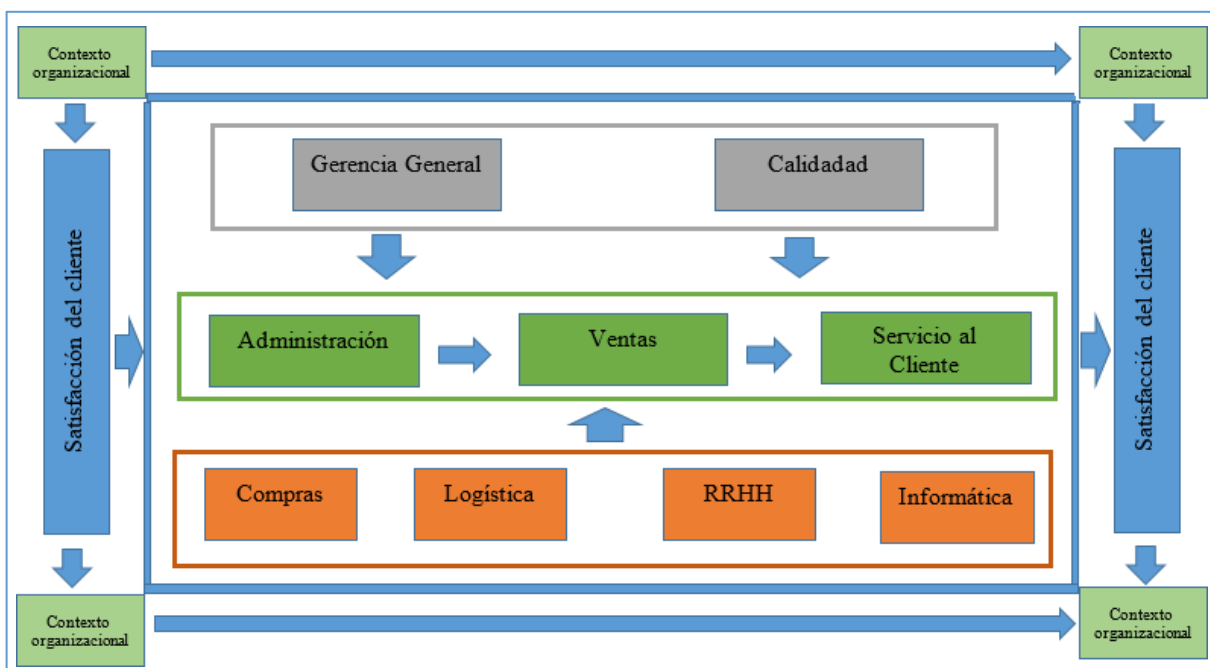 Contexto
organizacional
Contexto
organizacional
Gerencia General
Calidadad
Satisfacción del cliente
Administración
Ventas
Servicio al
Cliente
Satisfacción del cliente
Compras
Logística
RRHH
Informática
Contexto
organizacional
Contexto
organizacional